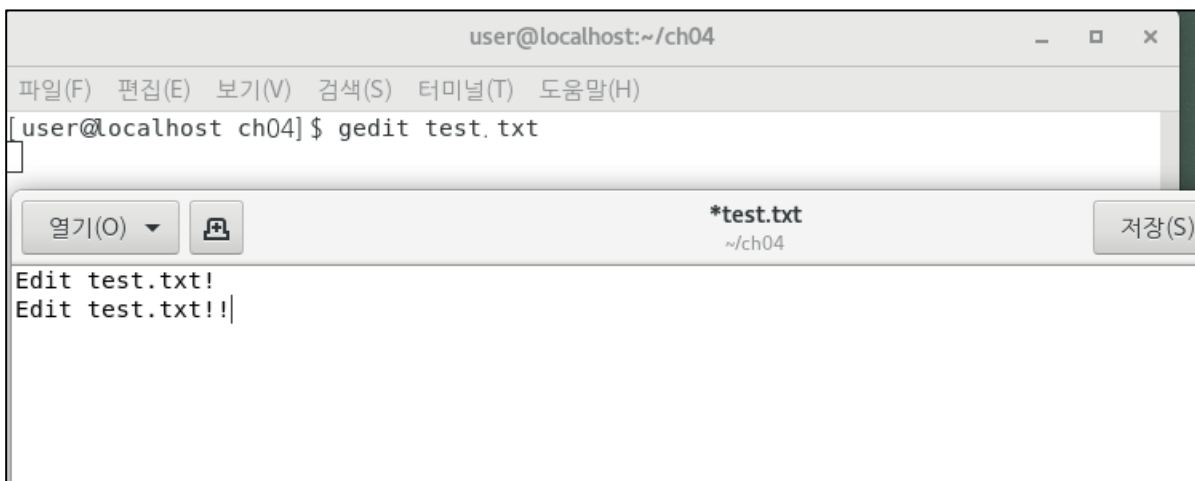 user@localhost:~/ch04
파일(F) 편집(E) 보기(V) 검색(S) 터미널(T) 도움말(H)
[user@localhost ch04]$ gedit test.txt
열기(O) *test.txt 저장(S)
~/ch04
Edit test.txt!
Edit test.txt!!